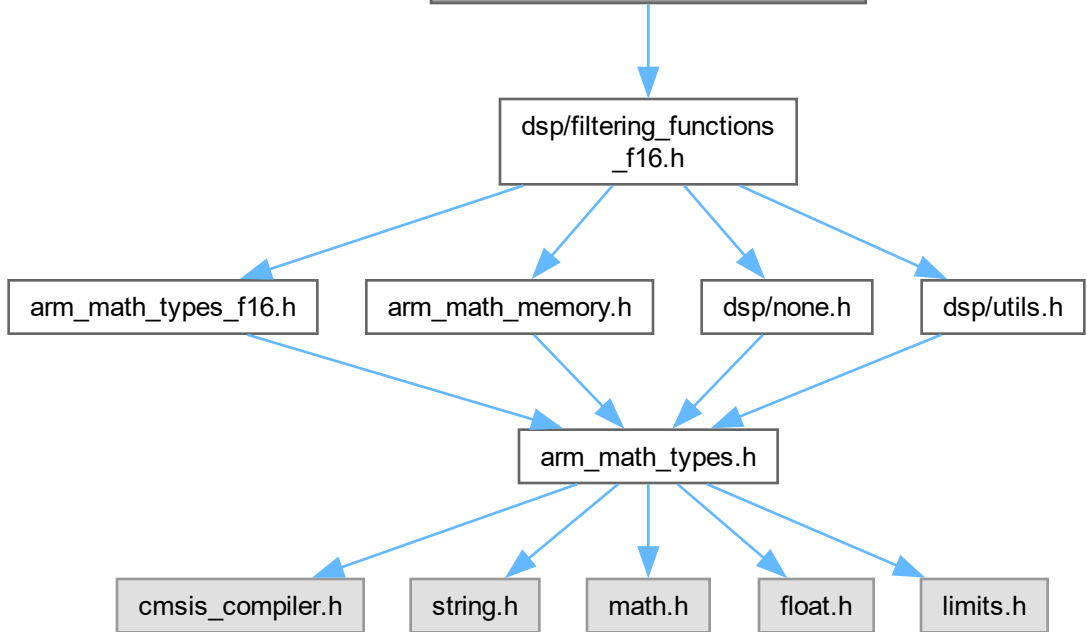 dsp/filtering_functions
_f16.h
arm_math_types_f16.h
arm_math_memory.h
dsp/none.h
dsp/utils.h
arm_math_types.h
cmsis_compiler.h
string.h
math.h
float.h
limits.h